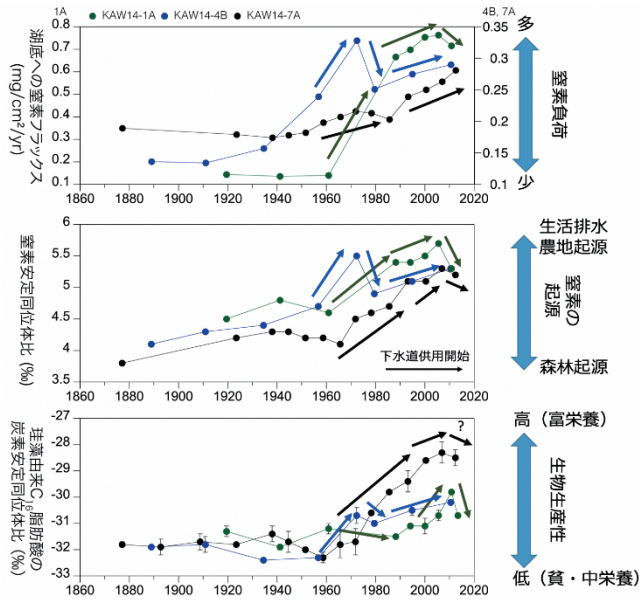 1A ● KAW14-1A ● KAW14-4B ● KAW14-7A 4B, 7A
湖底への窒素フラックス
(mg/cm²/yr)
0.8
0.7
0.6
0.5
0.4
0.3
0.2
0.1
0.35
0.3
0.25
0.2
0.15
0.1
1860 1880 1900 1920 1940 1960 1980 2000 2020
多
窒素負荷
少
窒素安定同位体比 (‰)
6
5.5
5
4.5
4
3.5
下水道供用開始
1860 1880 1900 1920 1940 1960 1980 2000 2020
生活排水
農地起源
窒素の
起源
森林起源
珪藻由来C16脂肪酸の
炭素安定同位体比 (‰)
-27
-28
-29
-30
-31
-32
-33
?
1860 1880 1900 1920 1940 1960 1980 2000 2020
高（富栄養）
生物生産性
低（貧・中栄養）